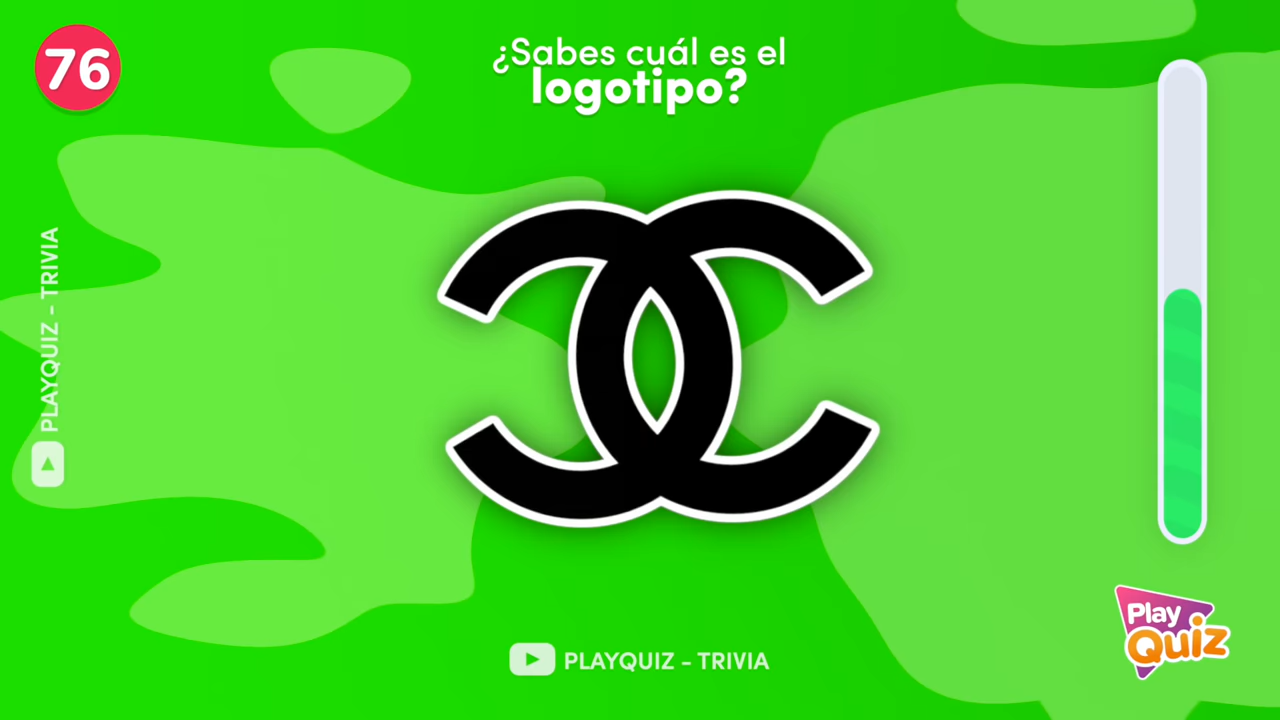 76
¿Sabes cuál es el
logotipo?
PLAYQUIZ - TRIVIA
PLAYQUIZ - TRIVIA
Play
Quiz